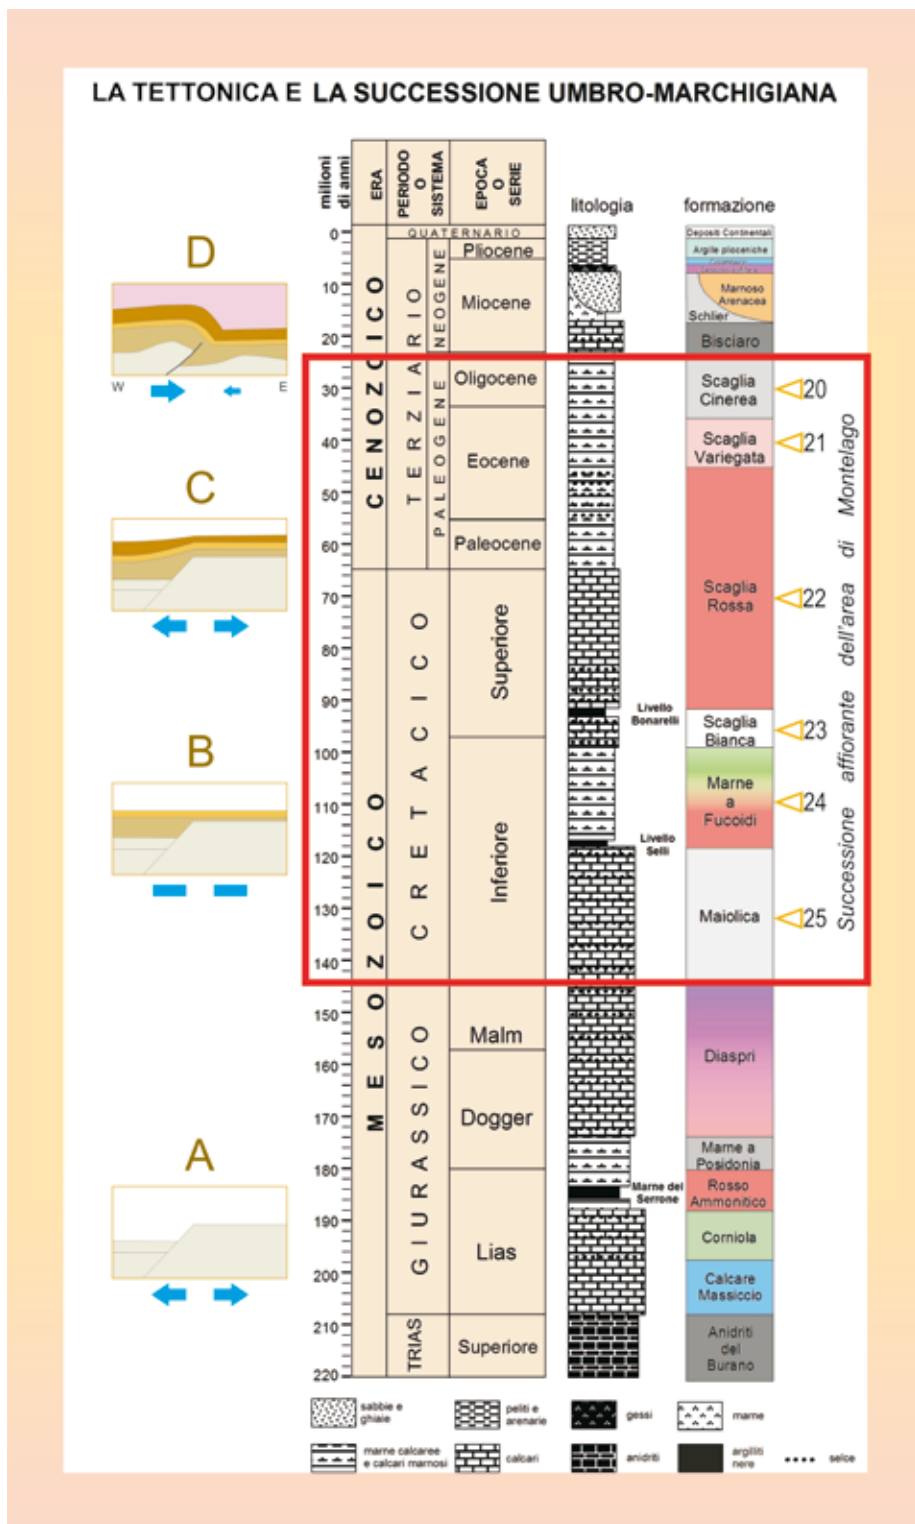 LA TETTONICA E LA SUCCESSIONE UMBRO-MARCHIGIANA
milioni
di anni
ERA
PERIODO
O
SISTEMA
EPOCA
O
SERIE
litologia
formazione
0
10
20
30
40
50
60
70
80
90
100
110
120
130
140
150
160
170
180
190
200
210
220
CENOZOICO
MESOZOICO
QUATERNARIO
TERZIARIO
NEOGENE
PALEOGENE
CRETACICO
GIURASSICO
TRIAS
Pliocene
Miocene
Oligocene
Eocene
Paleocene
Superiore
Inferiore
Malm
Dogger
Lias
Superiore
Livello
Bonarelli
Livello
Selli
Marne del
Serrone
Depositi Continentali
Argille plioceniche
Marnoso
Arenacea
Schlier
Bisciaro
Scaglia
Cinerea
Scaglia
Variegata
Scaglia
Rossa
Scaglia
Bianca
Marne
a
Fucoidi
Maiolica
Diaspri
Marne a
Posidonia
Rosso
Ammonitico
Corniola
Calcare
Massiccio
Anidriti
del
Burano
20
21
22
23
24
25
Successione affiorante dell'area di Montelago
D
W E
C
B
A
sabbie e
ghiaie
peliti e
arenarie
gessi
marne
marne calcaree
e calcari marnosi
calcari
anidriti
argilliti
nere
selce